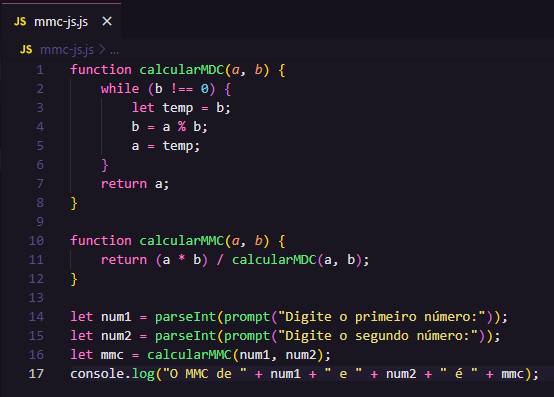 JS mmc-js.js ×
JS mmc-js.js > ...
1 function calcularMDC(a, b) {
2     while (b !== 0) {
3         let temp = b;
4         b = a % b;
5         a = temp;
6     }
7     return a;
8 }
9
10 function calcularMMC(a, b) {
11     return (a * b) / calcularMDC(a, b);
12 }
13
14 let num1 = parseInt(prompt("Digite o primeiro número:"));
15 let num2 = parseInt(prompt("Digite o segundo número:"));
16 let mmc = calcularMMC(num1, num2);
17 console.log("O MMC de " + num1 + " e " + num2 + " é " + mmc);